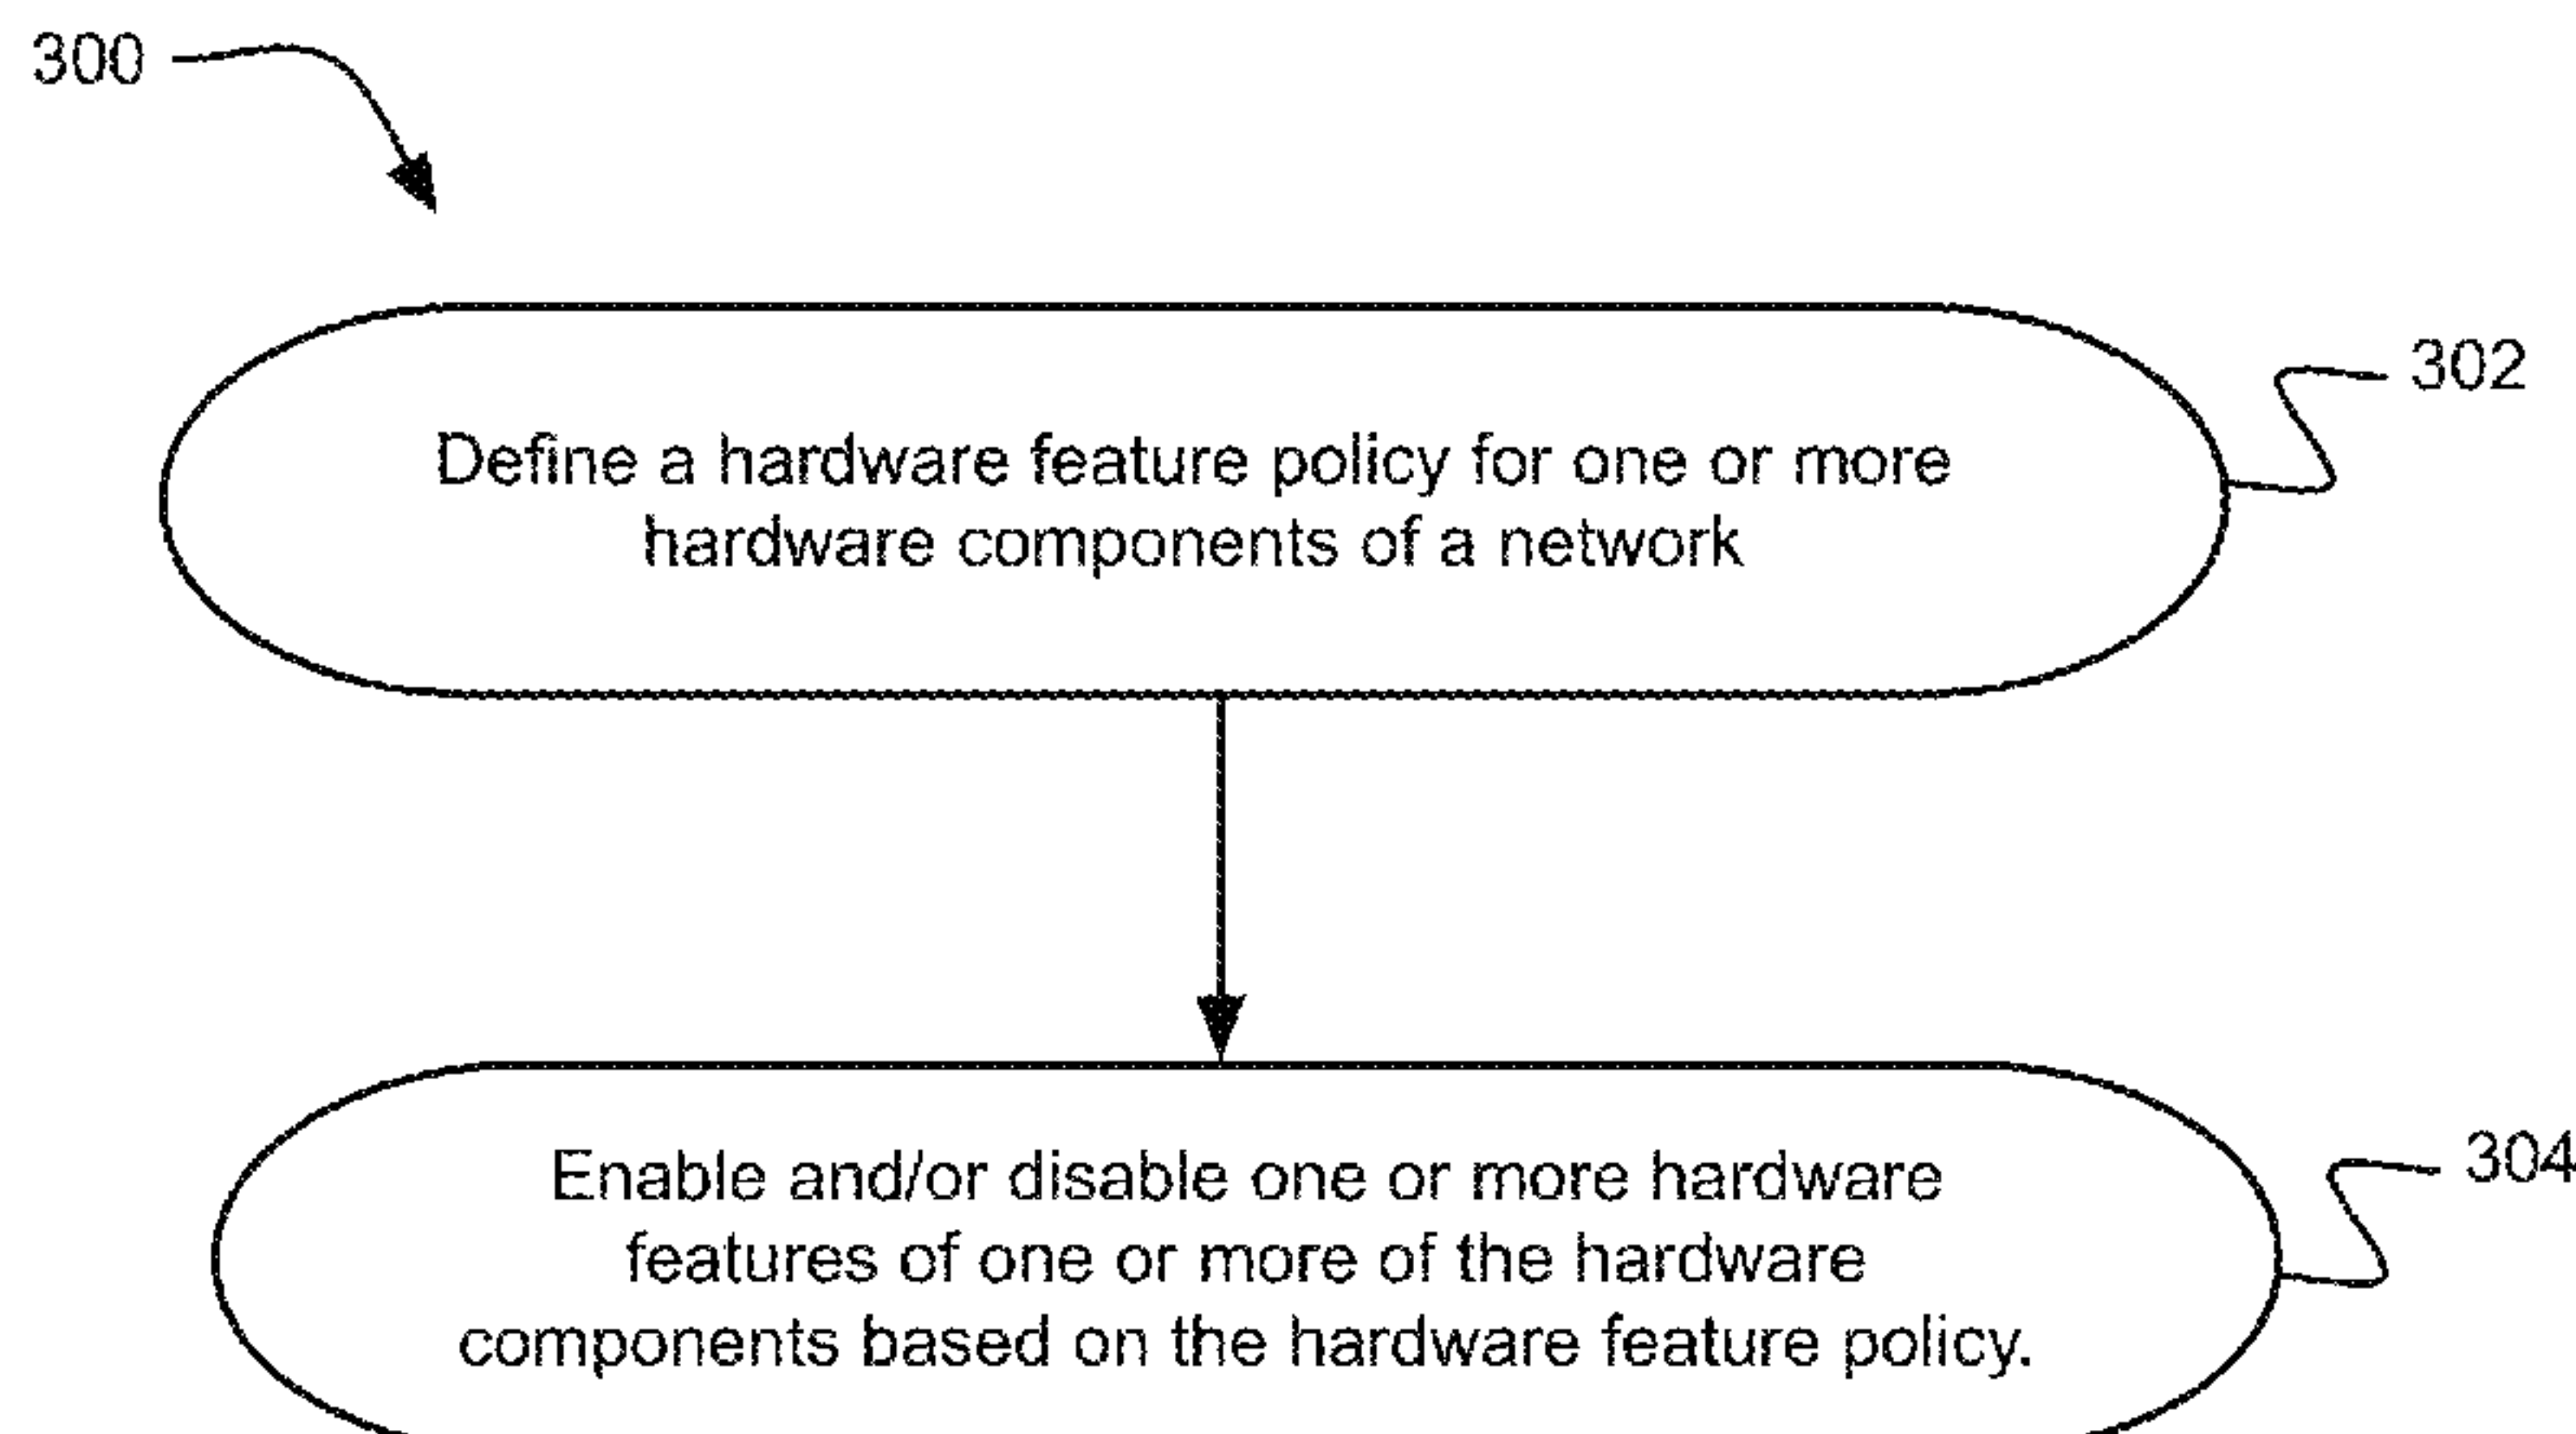 300
302
Define a hardware feature policy for one or more
hardware components of a network
304
Enable and/or disable one or more hardware
features of one or more of the hardware
components based on the hardware feature policy.